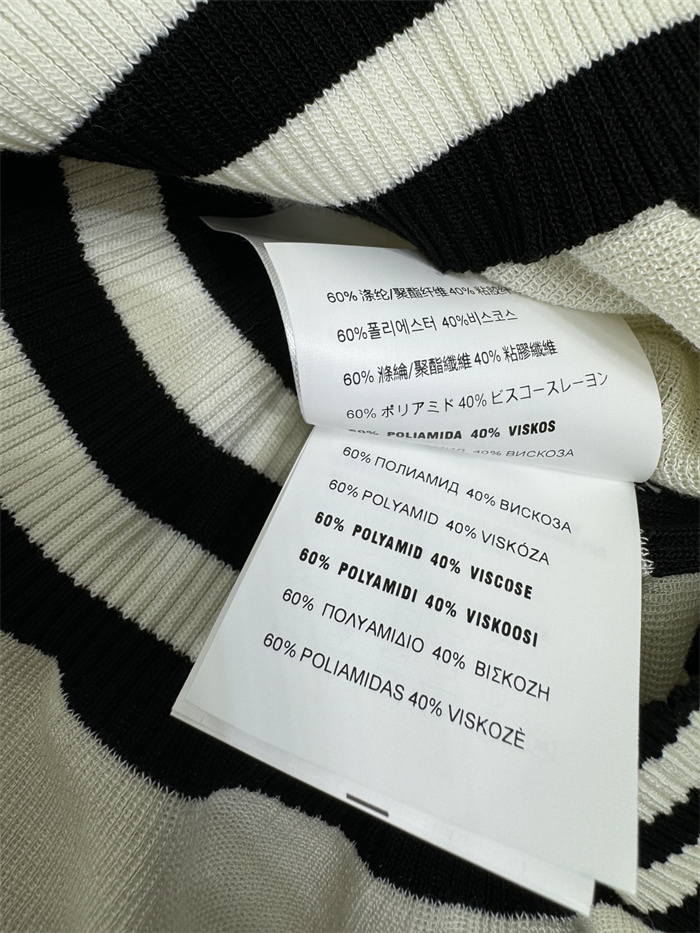 60% 涤纶/聚酯纤维 40% 粘胶纤
60%폴리에스터 40%비스코스
60% 滌綸/聚酯纖維 40% 粘膠纖維
60% ポリアミド 40% ビスコースレーヨン
60% POLIAMIDA 40% VISKOS
40% ВИСКОЗА
60% ПОЛИАМИД 40% ВИСКОЗА
60% POLYAMID 40% VISKÓZA
60% POLYAMID 40% VISCOSE
60% POLYAMIDI 40% VISKOOSI
60% ΠΟΛΥΑΜΙΔΙΟ 40% ΒΙΣΚΟΖΗ
60% POLIAMIDAS 40% VISKOZĖ